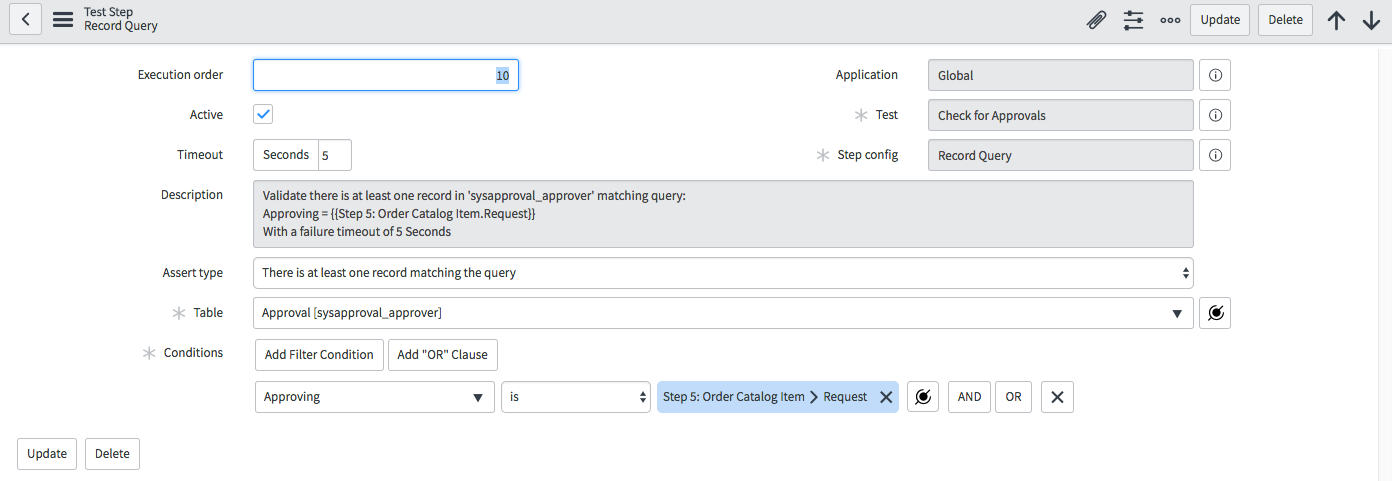 Test Step
Record Query
Update
Delete
Execution order
10
Application
Global
Active
Test
Check for Approvals
Timeout
Seconds
5
Step config
Record Query
Description
Validate there is at least one record in 'sysapproval_approver' matching query:
Approving = {{Step 5: Order Catalog Item.Request}}
With a failure timeout of 5 Seconds
Assert type
There is at least one record matching the query
Table
Approval [sysapproval_approver]
Conditions
Add Filter Condition
Add "OR" Clause
Approving
is
Step 5: Order Catalog Item > Request
AND
OR
Update
Delete